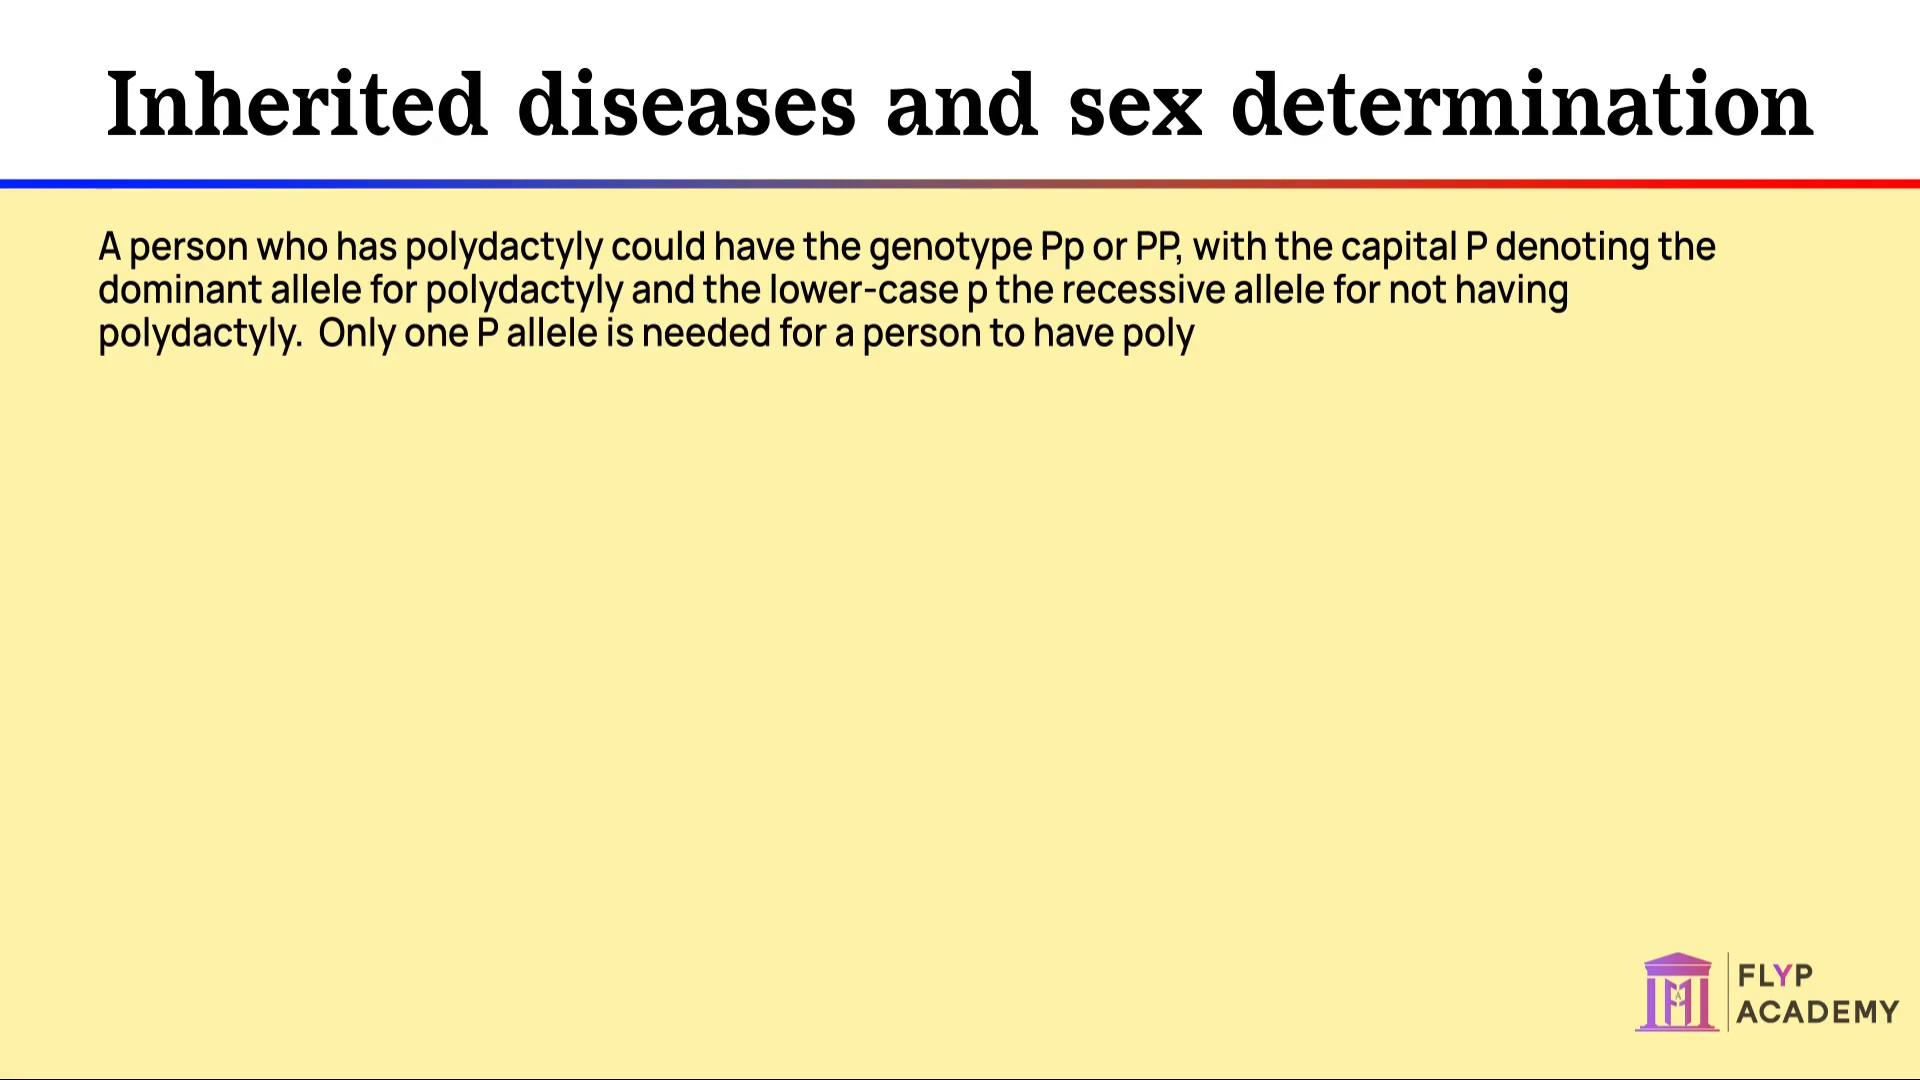 Inherited diseases and sex determination
A person who has polydactyly could have the genotype Pp or PP, with the capital P denoting the
dominant allele for polydactyly and the lower-case p the recessive allele for not having
polydactyly.  Only one P allele is needed for a person to have poly
FLYP
ACADEMY